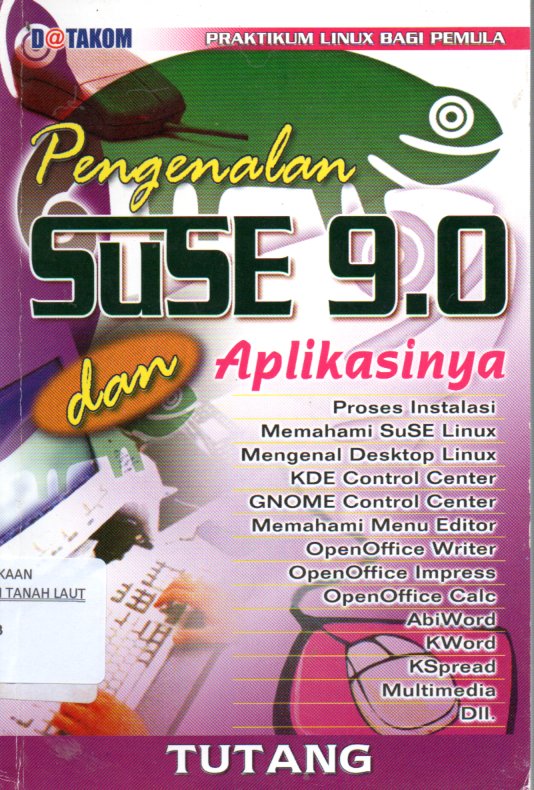 D@TAKOM
PRAKTIKUM LINUX BAGI PEMULA
Pengenalan
SuSE 9.0
dan
Aplikasinya
Proses Instalasi
Memahami SuSE Linux
Mengenal Desktop Linux
KDE Control Center
GNOME Control Center
Memahami Menu Editor
OpenOffice Writer
OpenOffice Impress
OpenOffice Calc
AbiWord
KWord
KSpread
Multimedia
Dll.
KAAN
TANAH LAUT
TUTANG